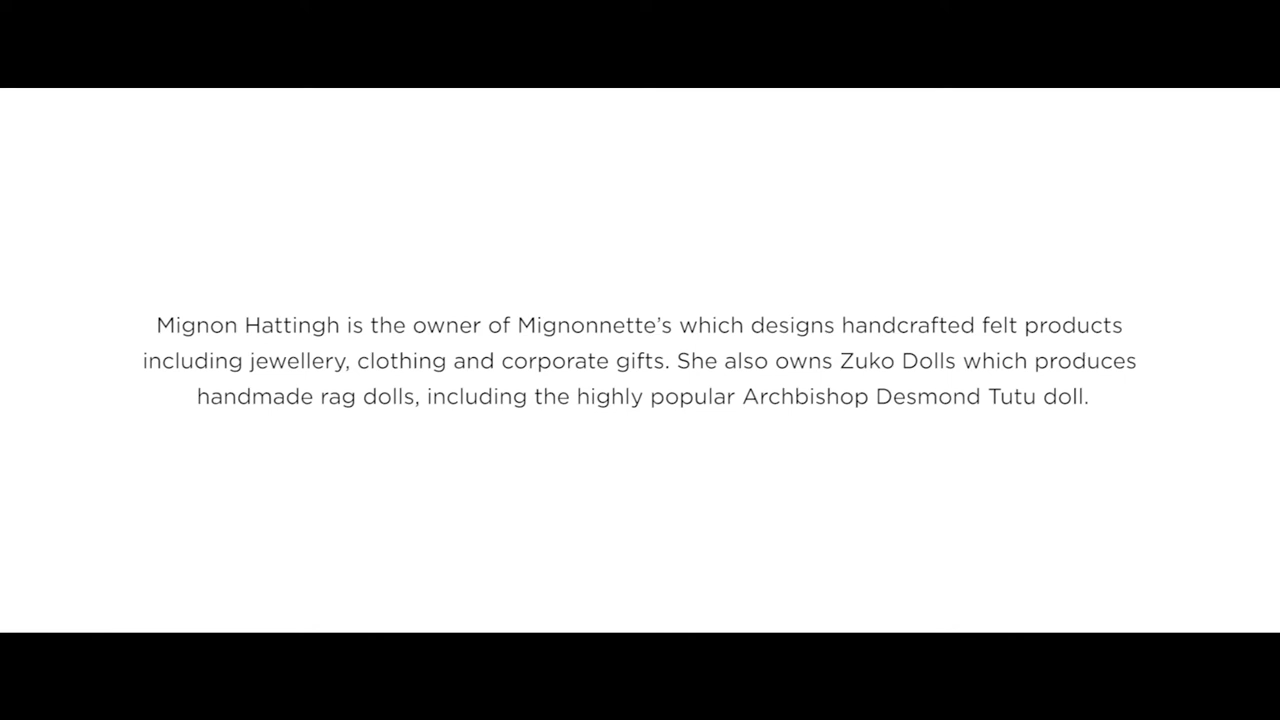 Mignon Hattingh is the owner of Mignonnette’s which designs handcrafted felt products
including jewellery, clothing and corporate gifts. She also owns Zuko Dolls which produces
handmade rag dolls, including the highly popular Archbishop Desmond Tutu doll.